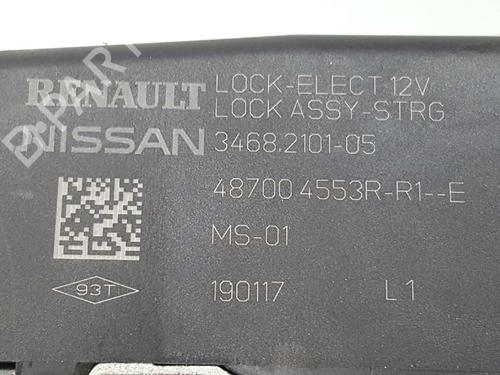 RENAULT LOCK-ELECT 12V
LOCK ASSY-STRG
NISSAN 3468.2101-05
48700 4553R-R1--E
MS-01
93T 190117 L1